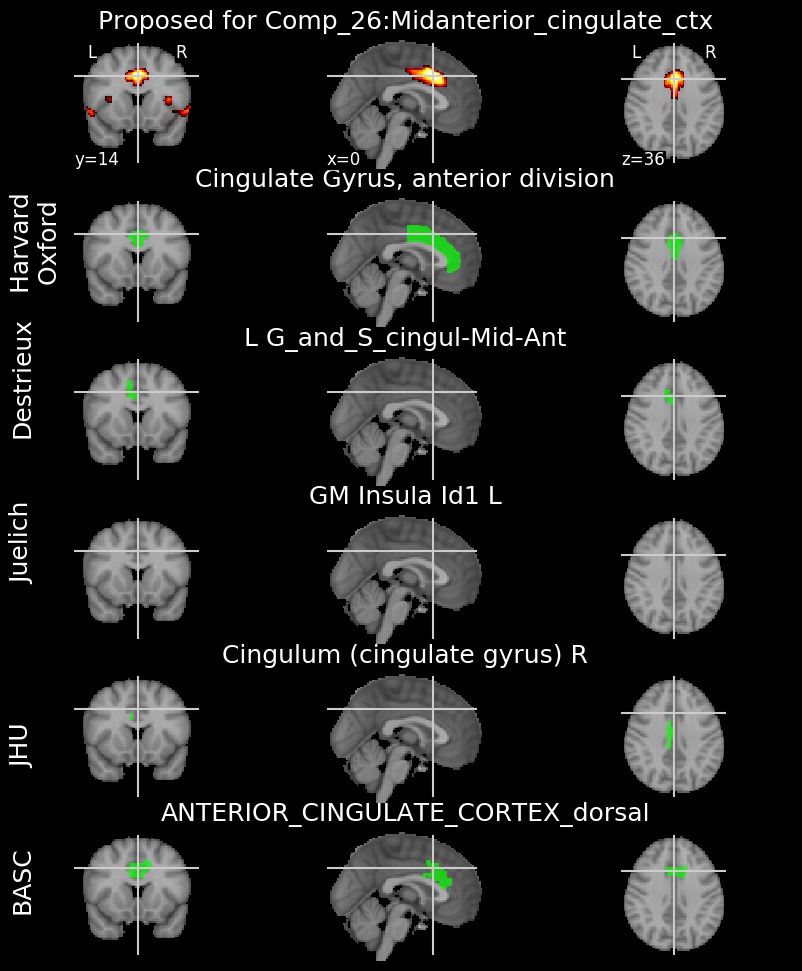 Proposed for Comp_26:Midanterior_cingulate_ctx
L R
L R
y=14
x=0
z=36
Cingulate Gyrus, anterior division
Harvard
Oxford
L G_and_S_cingul-Mid-Ant
Destrieux
GM Insula Id1 L
Juelich
Cingulum (cingulate gyrus) R
JHU
ANTERIOR_CINGULATE_CORTEX_dorsal
BASC